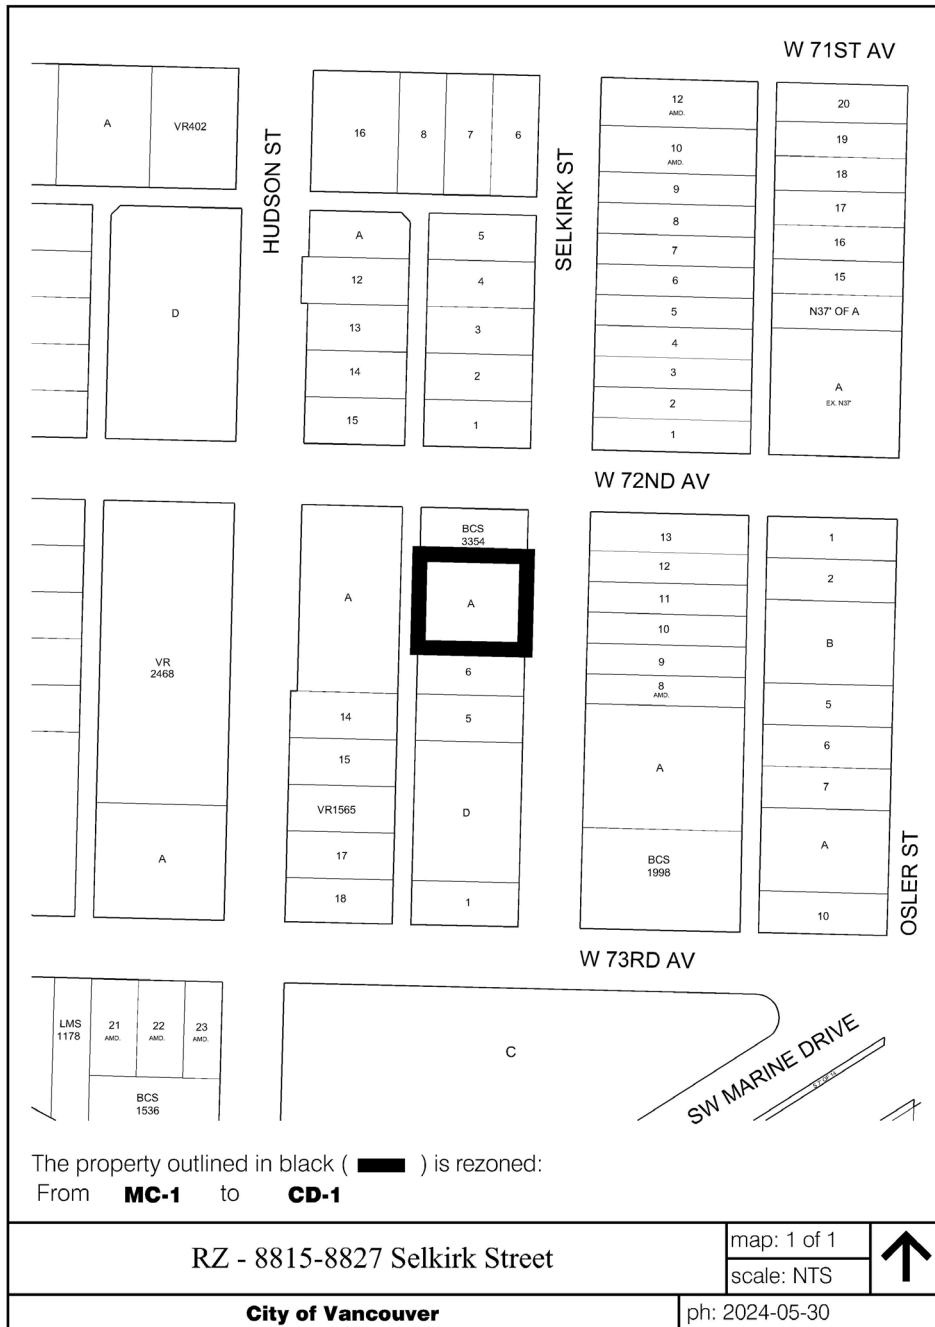 W 71ST AV
A
VR402
HUDSON ST
16
8
7
6
SELKIRK ST
12
AMD.
10
AMD.
9
8
7
6
5
4
3
2
1
20
19
18
17
16
15
N37' OF A
A
EX. N37'
D
A
12
13
14
15
5
4
3
2
1
W 72ND AV
VR
2468
A
A
14
15
VR1565
17
18
BCS
3354
A
6
5
D
1
13
12
11
10
9
8
AMD.
A
BCS
1998
1
2
B
5
6
7
A
10
OSLER ST
W 73RD AV
LMS
1178
21
AMD.
22
AMD.
23
AMD.
BCS
1536
C
SW MARINE DRIVE
The property outlined in black ( ) is rezoned:
From MC-1 to CD-1
RZ - 8815-8827 Selkirk Street
map: 1 of 1
scale: NTS
City of Vancouver
ph: 2024-05-30